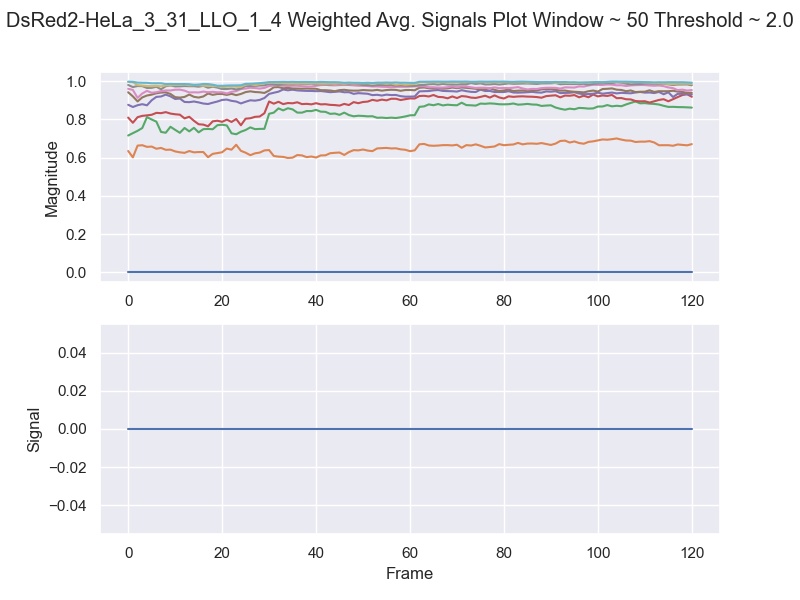 DsRed2-HeLa_3_31_LLO_1_4 Weighted Avg. Signals Plot Window ~ 50 Threshold ~ 2.0
Magnitude
1.0
0.8
0.6
0.4
0.2
0.0
0 20 40 60 80 100 120
Signal
0.04
0.02
0.00
−0.02
−0.04
0 20 40 60 80 100 120
Frame